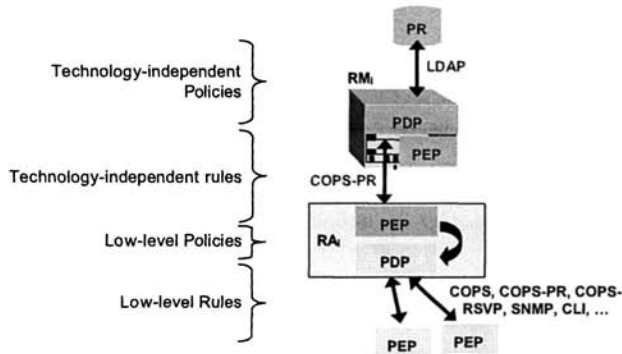 PR
LDAP
Technology-independent
Policies
RMi
PDP
PEP
COPS-PR
Technology-independent rules
PEP
Low-level Policies
RAi
PDP
Low-level Rules
COPS, COPS-PR, COPS-
RSVP, SNMP, CLI, ...
PEP
PEP